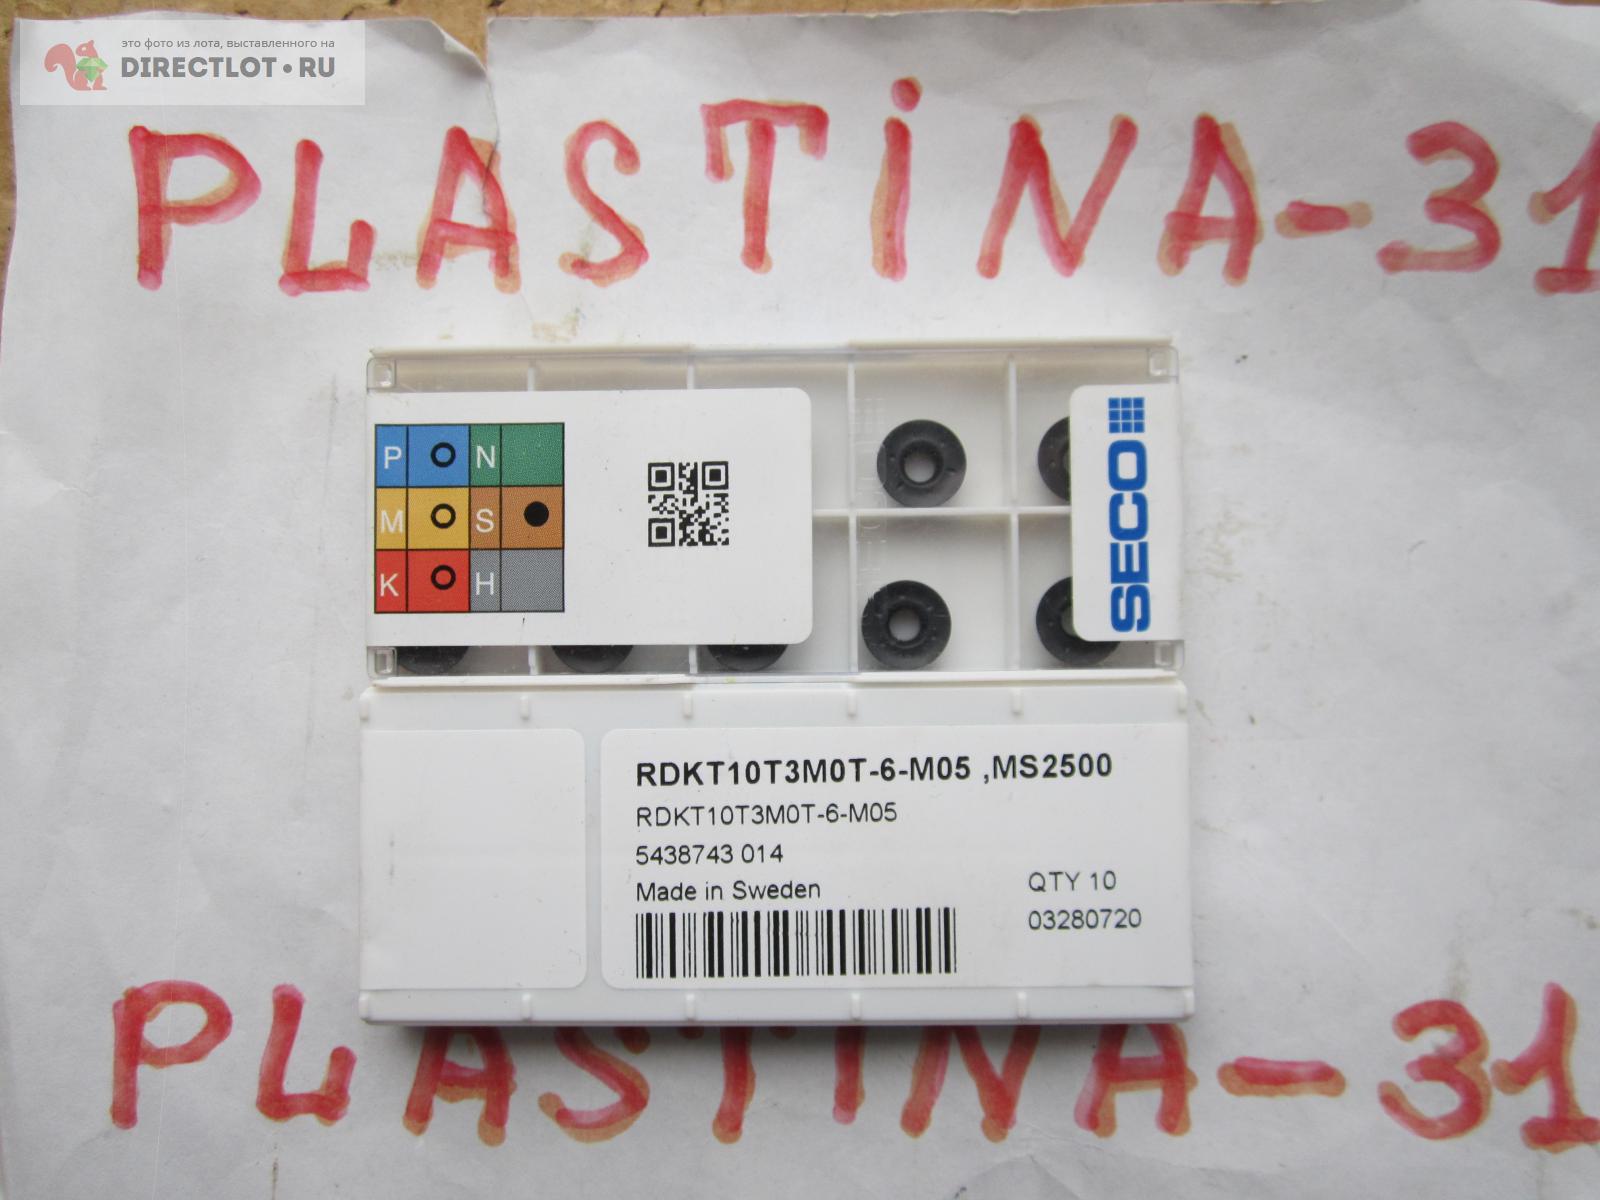 это фото из лота, выставленного на
DIRECTLOT•RU
PLASTiNA-31
P N
M S
K H
SECO
RDKT10T3M0T-6-M05 ,MS2500
RDKT10T3M0T-6-M05
5438743 014
Made in Sweden
QTY 10
03280720
PLASTINA-31